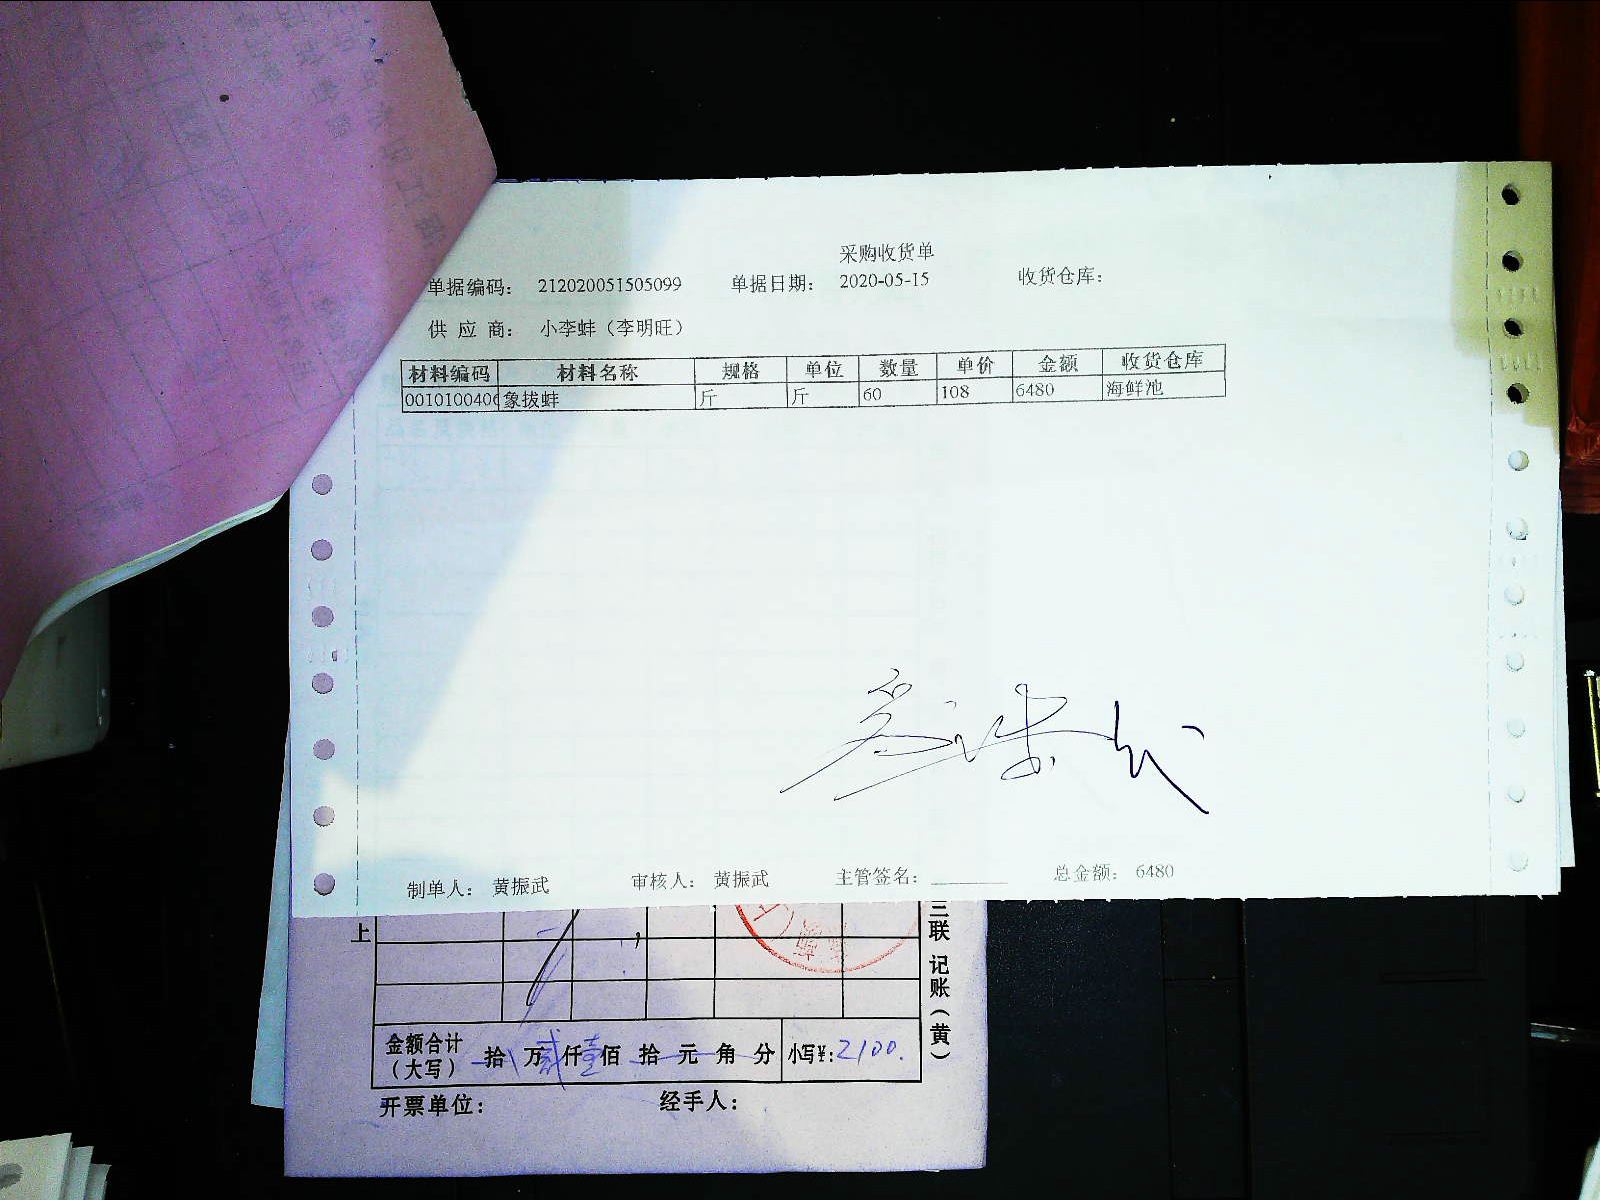 采购收货单
单据编码： 212020051505099 单据日期： 2020-05-15 收货仓库：
供 应 商： 小李蚌（李明旺）
材料编码 材料名称 规格 单位 数量 单价 金额 收货仓库
0010100406 象拔蚌 斤 斤 60 108 6480 海鲜池
制单人： 黄振武 审核人： 黄振武 主管签名： 总金额： 6480
上
三联 记账（黄）
金额合计（大写） 拾 万 贰 仟 壹 佰 拾 元 角 分 小写¥：2100.
开票单位： 经手人：